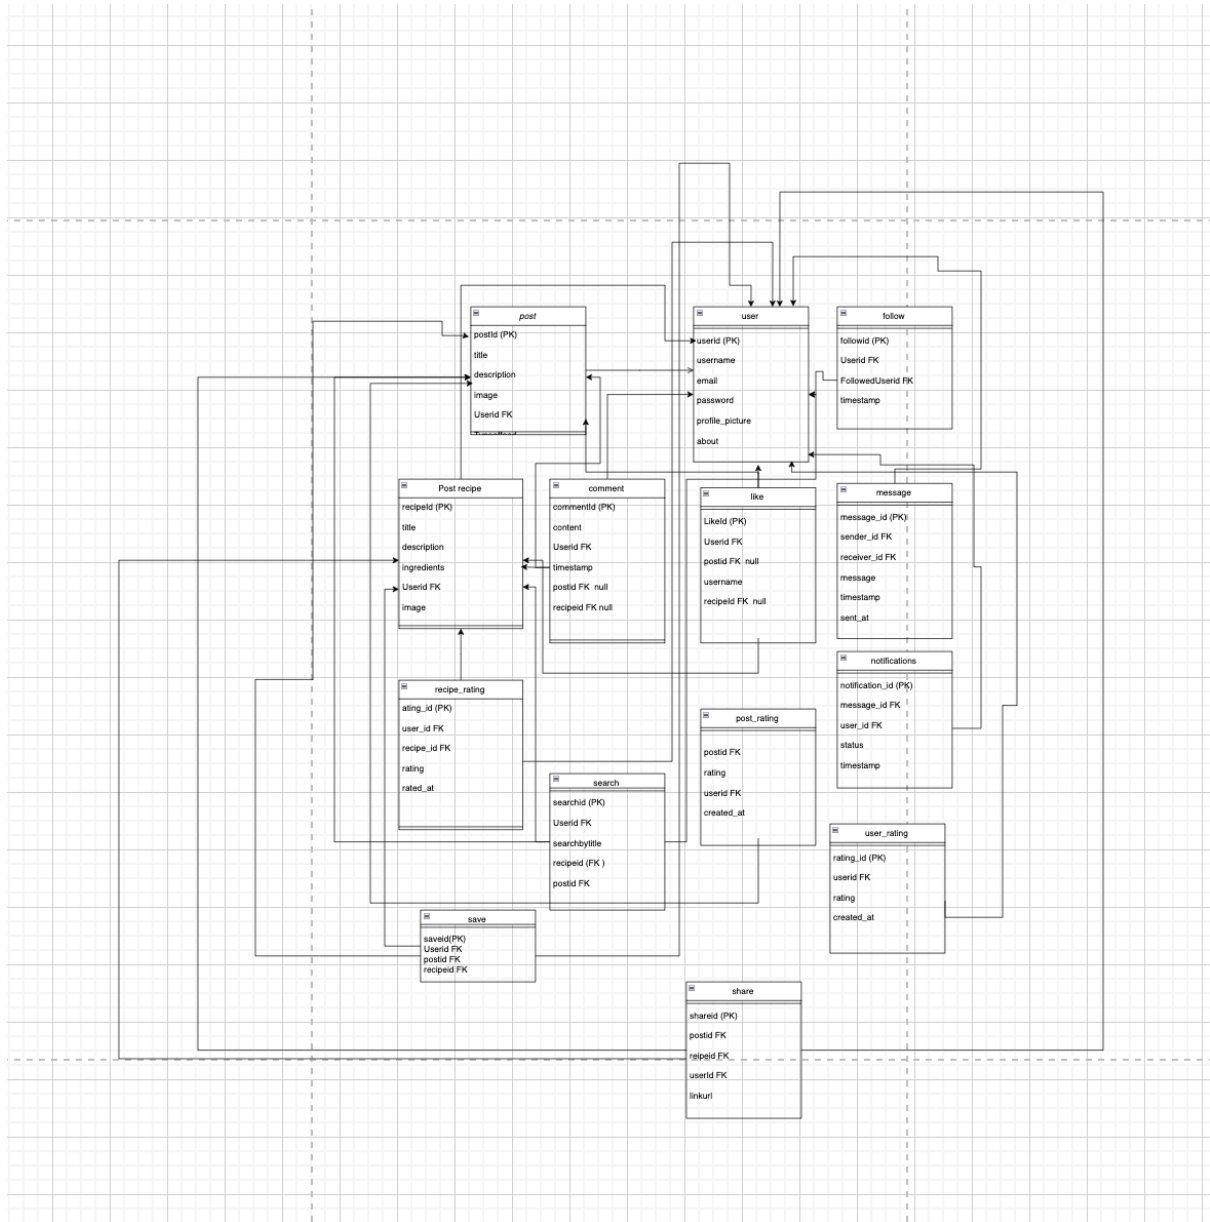 post
postId (PK)
title
description
image
Userid FK
user
userid (PK)
username
email
password
profile_picture
about
follow
followid (PK)
Userid FK
FollowedUserid FK
timestamp
Post recipe
recipeId (PK)
title
description
ingredients
Userid FK
image
comment
commentId (PK)
content
Userid FK
timestamp
postid FK null
recipeid FK null
like
LikeId (PK)
Userid FK
postid FK null
username
recipeId FK null
message
message_id (PK)
sender_id FK
receiver_id FK
message
timestamp
sent_at
notifications
notification_id (PK)
message_id FK
user_id FK
status
timestamp
recipe_rating
ating_id (PK)
user_id FK
recipe_id FK
rating
rated_at
post_rating
postid FK
rating
userid FK
created_at
search
searchid (PK)
Userid FK
searchbytitle
recipeid (FK )
postid FK
user_rating
rating_id (PK)
userid FK
rating
created_at
save
saveid(PK)
Userid FK
postid FK
recipeid FK
share
shareid (PK)
postid FK
reipeid FK
userId FK
linkurl